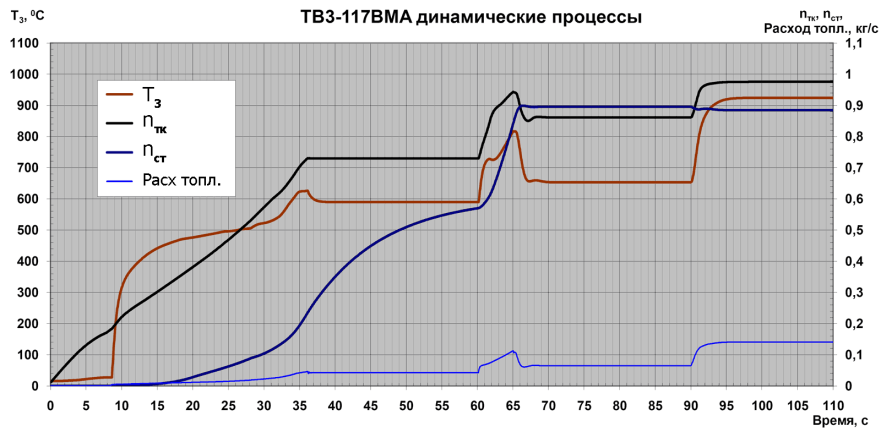 ТВ3-117ВМА динамические процессы
T3, 0C
nтк, nст,
Расход топл., кг/с
1100 1,1
1000 1
900 0,9
800 0,8
700 0,7
600 0,6
500 0,5
400 0,4
300 0,3
200 0,2
100 0,1
0 0
T3
nтк
nст
Расх топл.
0 5 10 15 20 25 30 35 40 45 50 55 60 65 70 75 80 85 90 95 100 105 110
Время, с